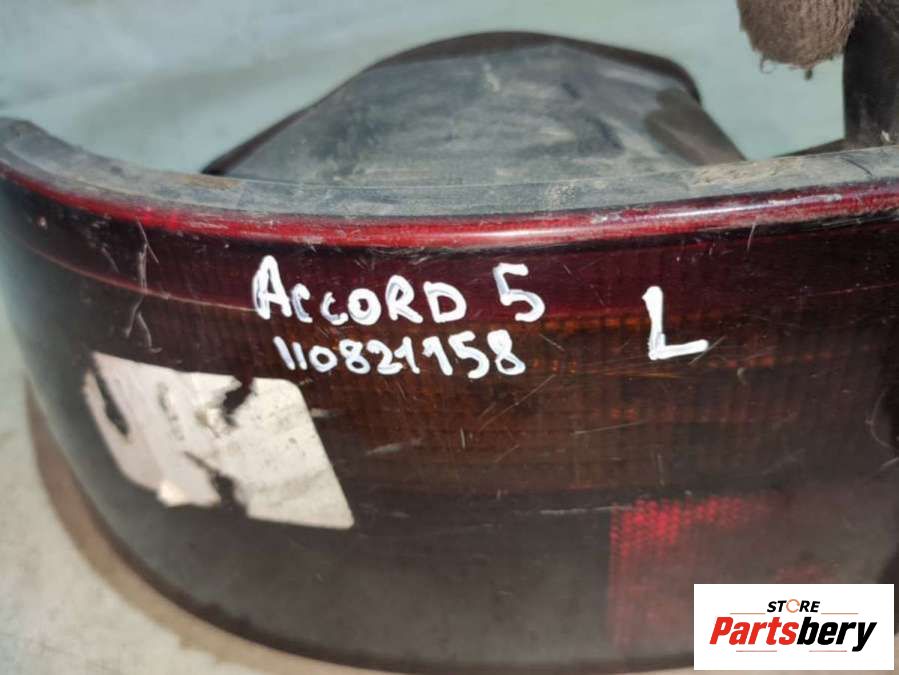 ACCORD 5
L
110821158
STORE
Partsbery